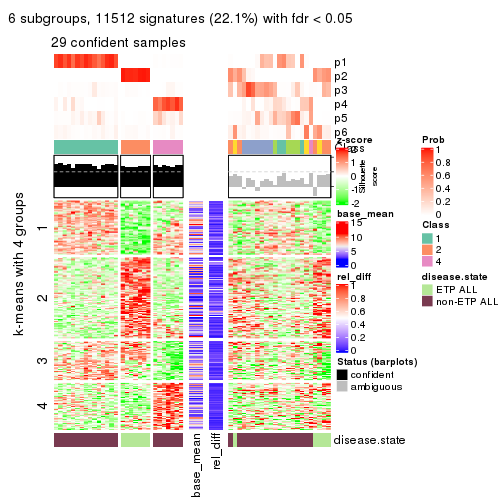 6 subgroups, 11512 signatures (22.1%) with fdr < 0.05
29 confident samples
p1
p2
p3
p4
p5
p6
Class
z-score
2
1
0
-1
-2
Silhouette
score
base_mean
15
10
5
0
rel_diff
1
0.8
0.6
0.4
0.2
0
Status (barplots)
confident
ambiguous
Prob
1
0.8
0.6
0.4
0.2
0
Class
1
2
4
disease.state
ETP ALL
non-ETP ALL
k-means with 4 groups
1
2
3
4
base_mean
rel_diff
disease.state